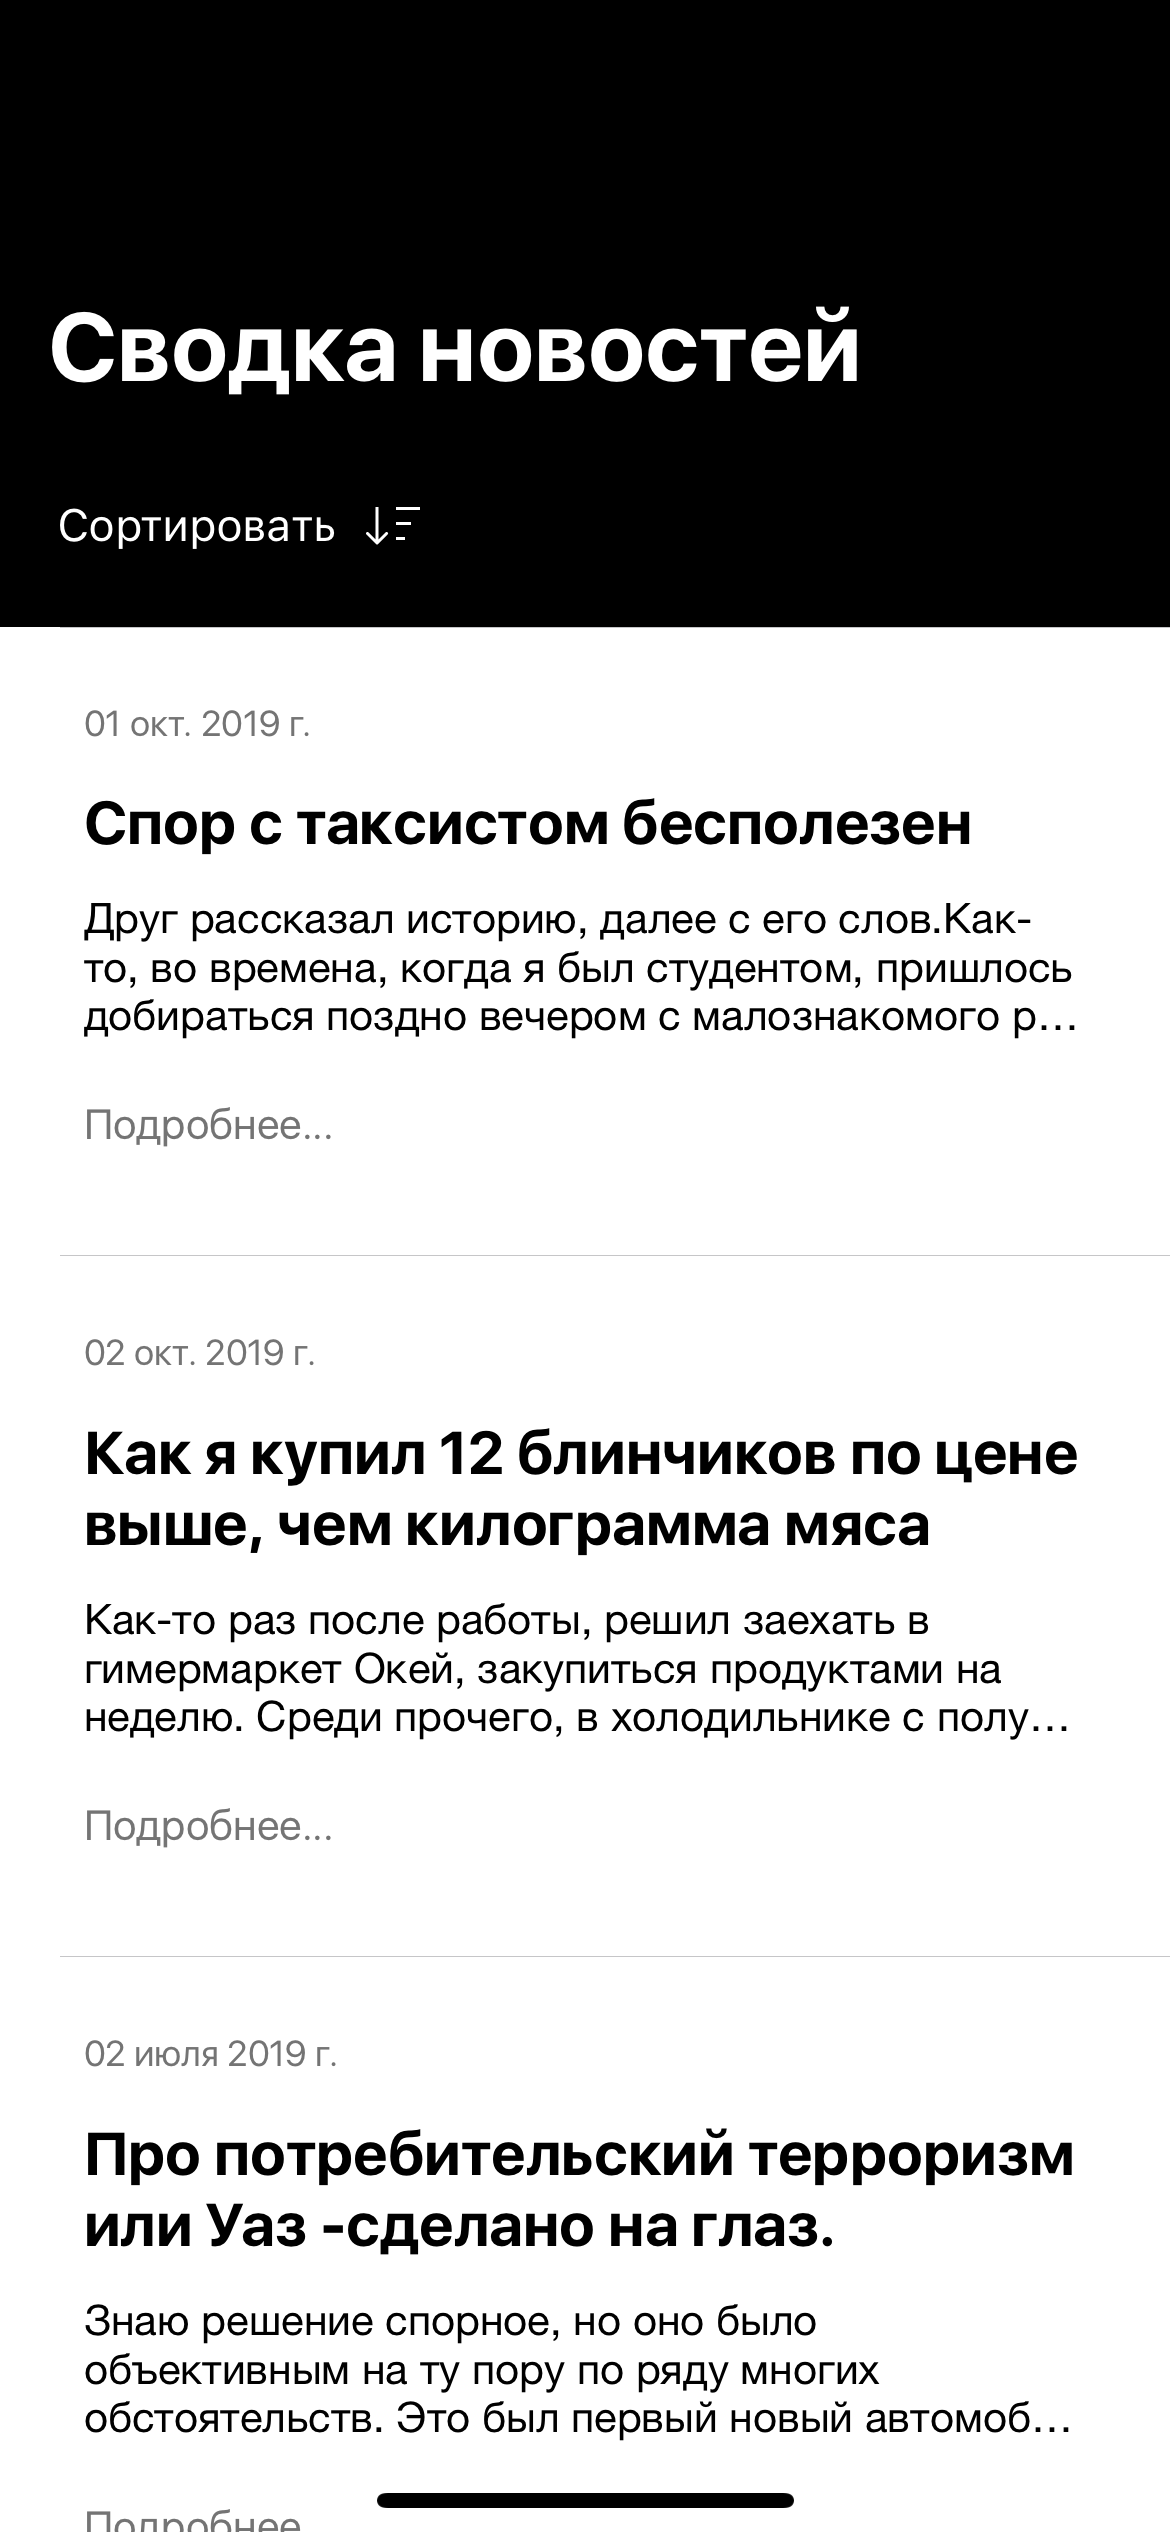 Сводка новостей
Сортировать
01 окт. 2019 г.
Спор с таксистом бесполезен
Друг рассказал историю, далее с его слов.Как-
то, во времена, когда я был студентом, пришлось
добираться поздно вечером с малознакомого р...
Подробнее...
02 окт. 2019 г.
Как я купил 12 блинчиков по цене
выше, чем килограмма мяса
Как-то раз после работы, решил заехать в
гимермаркет Окей, закупиться продуктами на
неделю. Среди прочего, в холодильнике с полу...
Подробнее...
02 июля 2019 г.
Про потребительский терроризм
или Уаз -сделано на глаз.
Знаю решение спорное, но оно было
объективным на ту пору по ряду многих
обстоятельств. Это был первый новый автомоб...
Подробнее